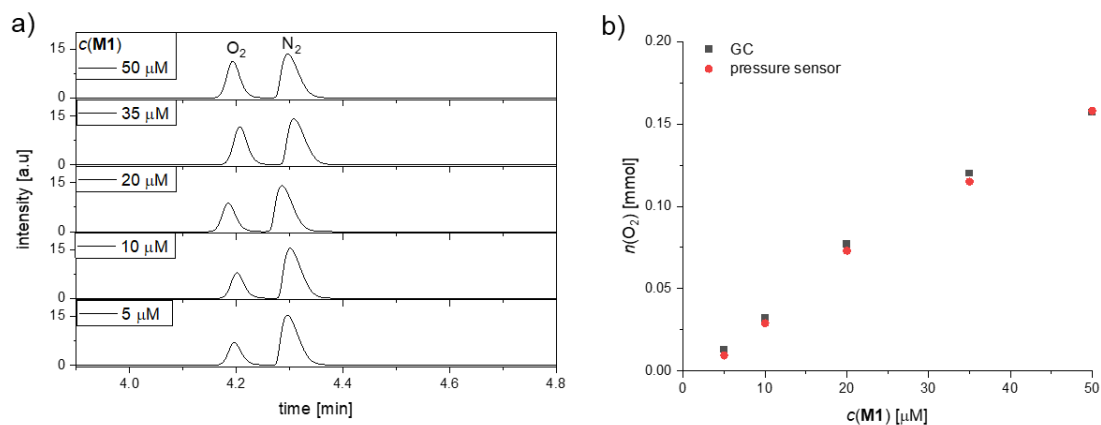 a)
c(M1)
50 μM
O₂
N₂
15
0
35 μM
15
0
20 μM
15
0
10 μM
15
0
5 μM
15
0
intensity [a.u]
4.0 4.2 4.4 4.6 4.8
time [min]
b)
GC
pressure sensor
0.20
0.15
0.10
0.05
0.00
n(O₂) [mmol]
0 10 20 30 40 50
c(M1) [μM]